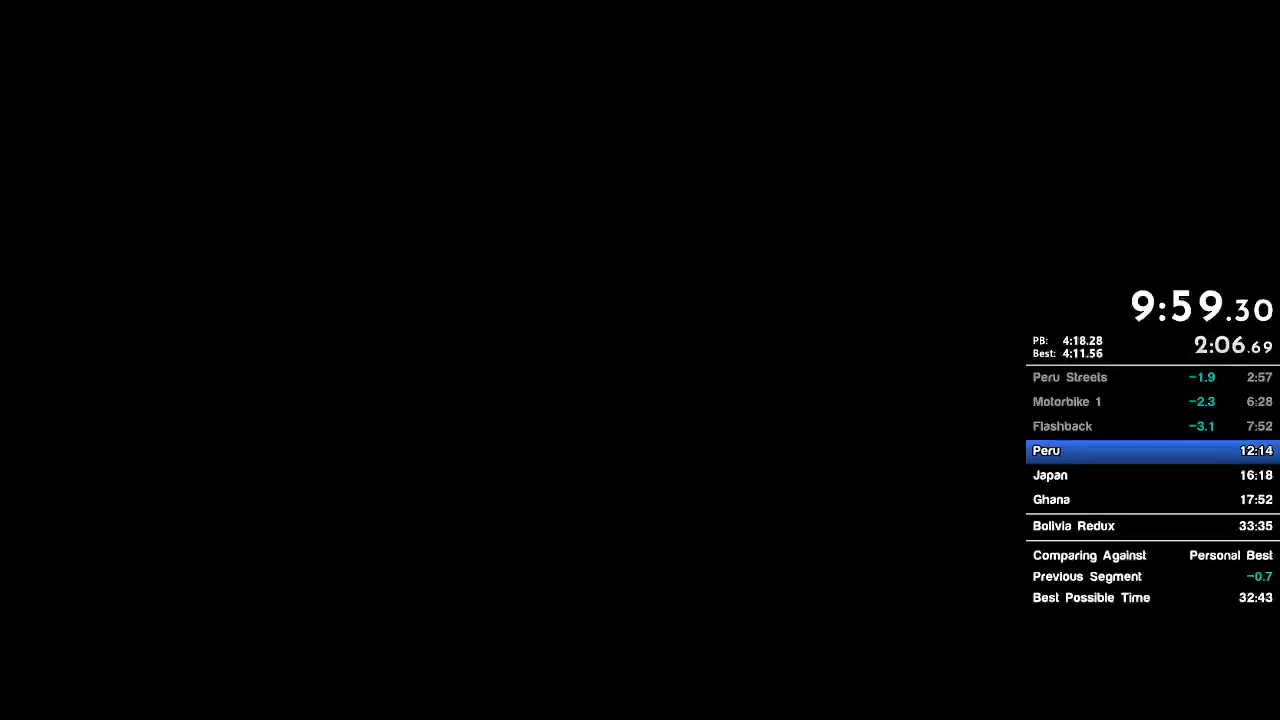 9:59.30
PB: 4:18.28
Best: 4:11.56
2:06.69
Peru Streets -1.9 2:57
Motorbike 1 -2.3 6:28
Flashback -3.1 7:52
Peru 12:14
Japan 16:18
Ghana 17:52
Bolivia Redux 33:35
Comparing Against Personal Best
Previous Segment -0.7
Best Possible Time 32:43